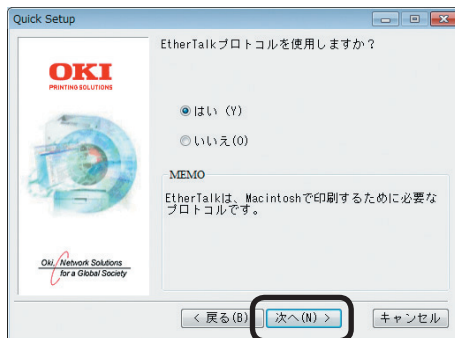 Quick Setup
EtherTalkプロトコルを使用しますか？
OKI
PRINTING SOLUTIONS
はい (Y)
いいえ(O)
MEMO
EtherTalkは、Macintoshで印刷するために必要な
プロトコルです。
Oki, Network Solutions
for a Global Society
< 戻る(B)
次へ(N) >
キャンセル